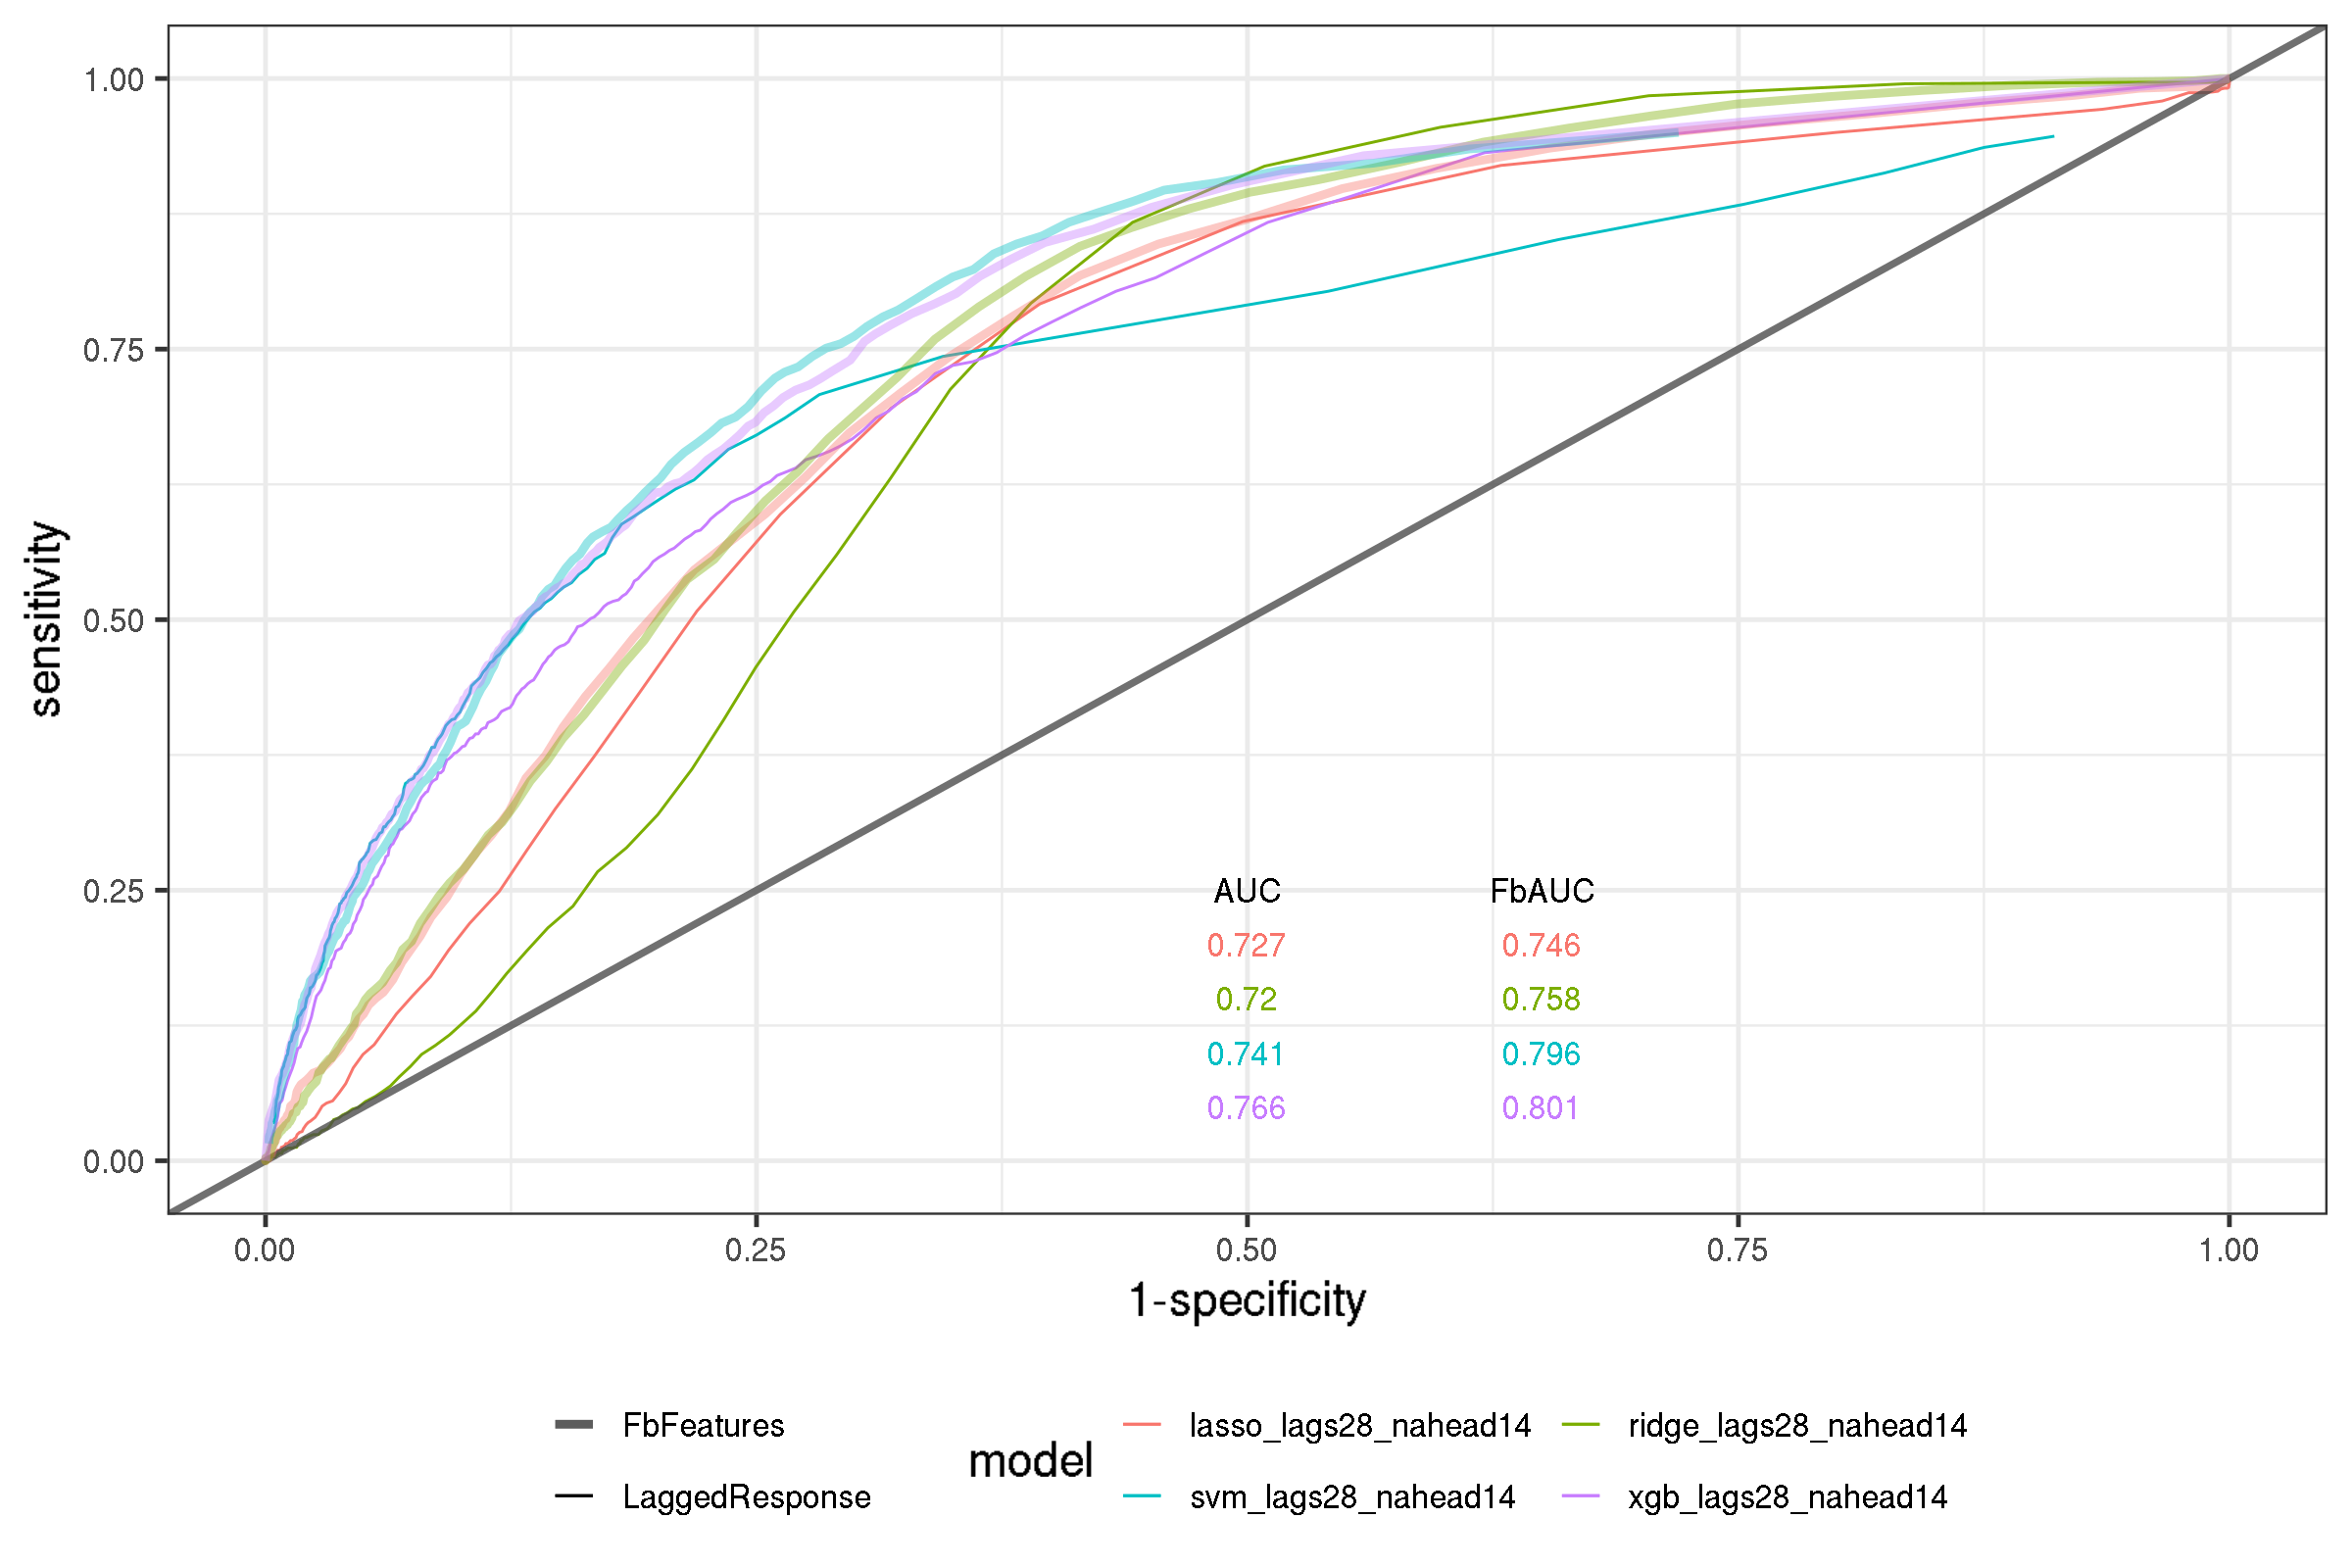 1.00
0.75
0.50
0.25
0.00
sensitivity
AUC FbAUC
0.727 0.746
0.72 0.758
0.741 0.796
0.766 0.801
0.00 0.25 0.50 0.75 1.00
1-specificity
FbFeatures
LaggedResponse
model
lasso_lags28_nahead14 ridge_lags28_nahead14
svm_lags28_nahead14 xgb_lags28_nahead14